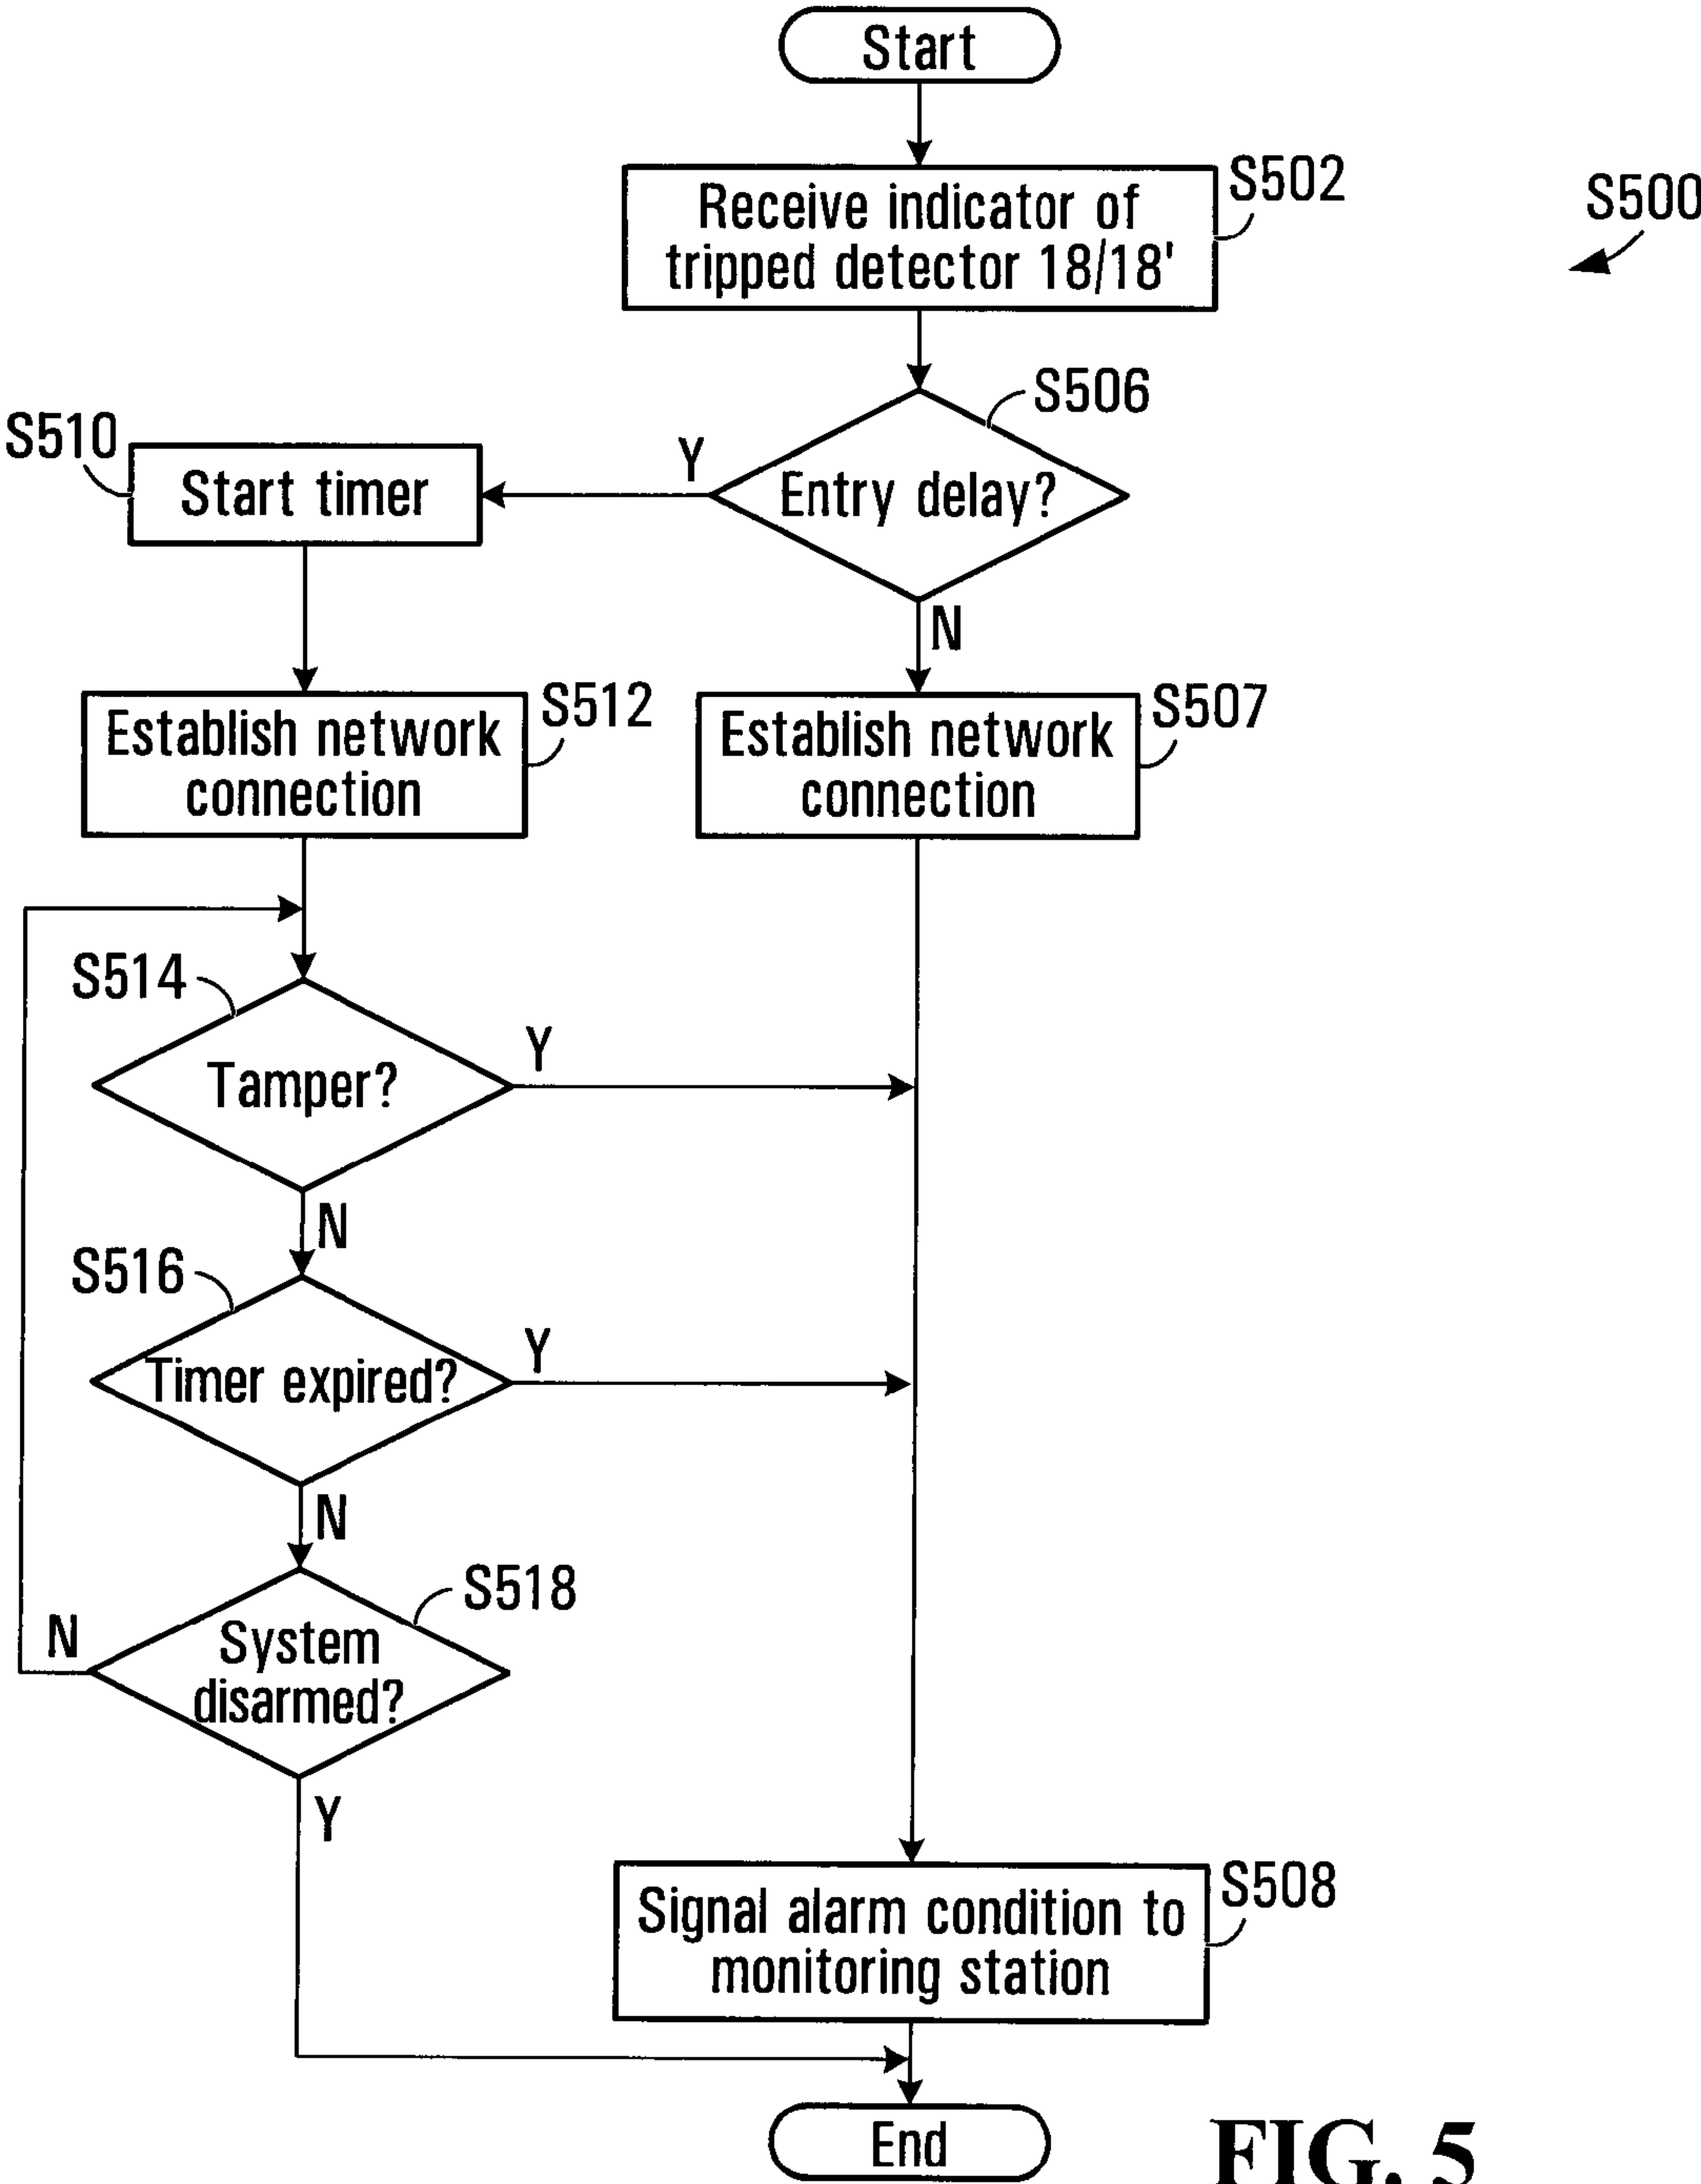 Start
Receive indicator of
tripped detector 18/18'
S502
S500
S506
Entry delay?
Y
N
S510
Start timer
Establish network
connection
S512
Establish network
connection
S507
S514
Tamper?
Y
N
S516
Timer expired?
Y
N
S518
System
disarmed?
N
Y
Signal alarm condition to
monitoring station
S508
End
FIG. 5